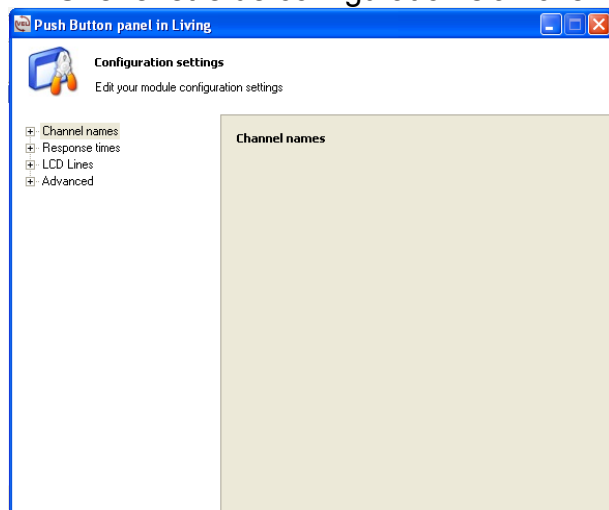 Push Button panel in Living
Configuration settings
Edit your module configuration settings
Channel names
Response times
LCD Lines
Advanced
Channel names